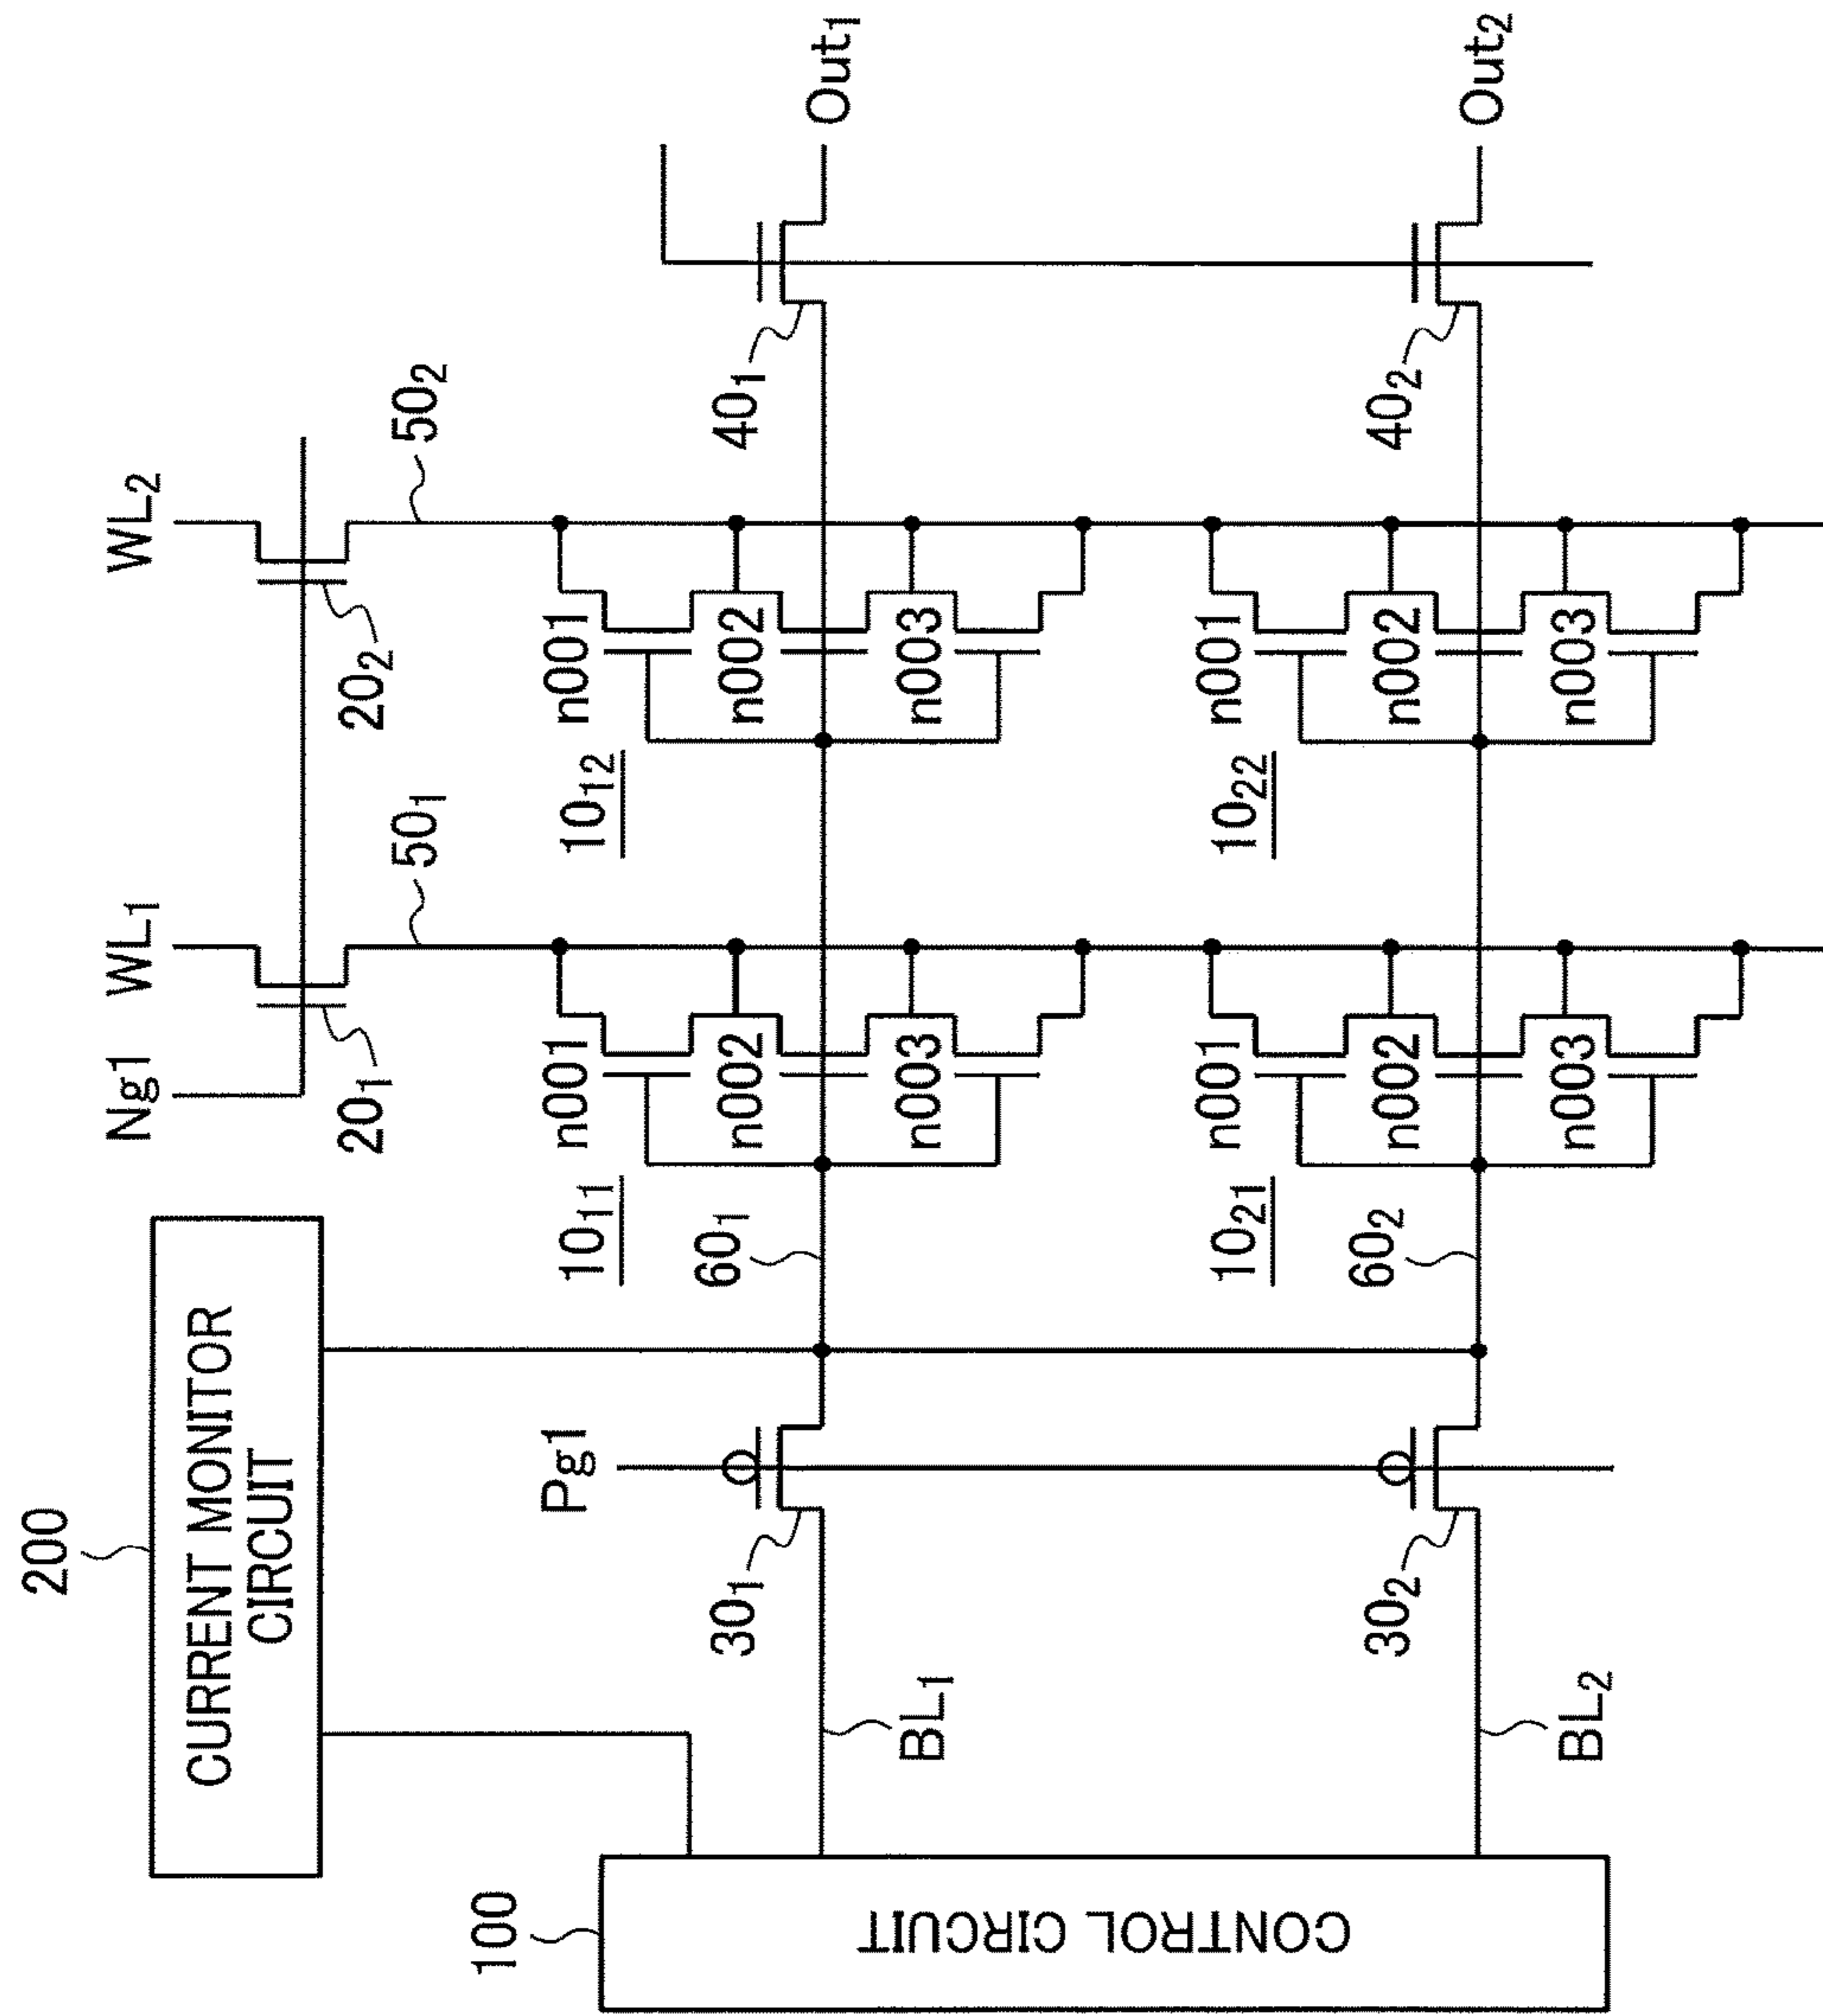 200
CURRENT MONITOR
CIRCUIT
Ng1
WL1
WL2
201
202
501
502
100
CONTROL CIRCUIT
Pg1
301
BL1
601
1011
n001
n002
n003
1012
n001
n002
n003
401
Out1
302
BL2
602
1021
n001
n002
n003
1022
n001
n002
n003
402
Out2